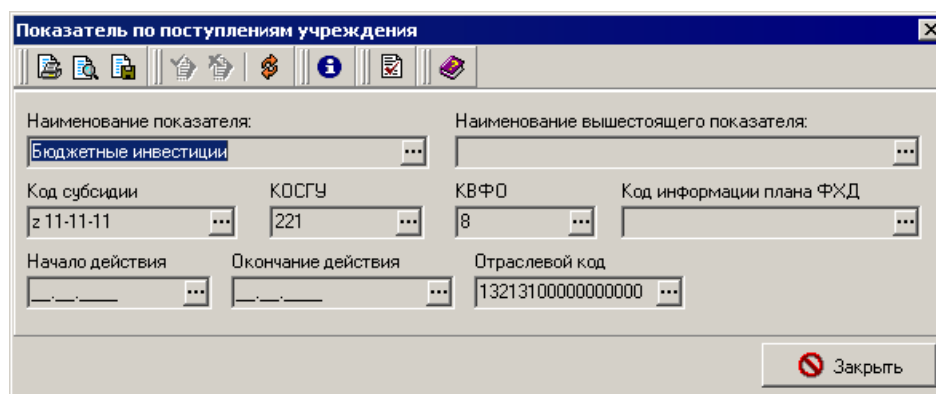 Показатель по поступлениям учреждения
Наименование показателя: Наименование вышестоящего показателя:
Бюджетные инвестиции
Код субсидии КОСГУ КВФО Код информации плана ФХД
z 11-11-11 221 8
Начало действия Окончание действия Отраслевой код
__.__.____ __.__.____ 13213100000000000
Закрыть